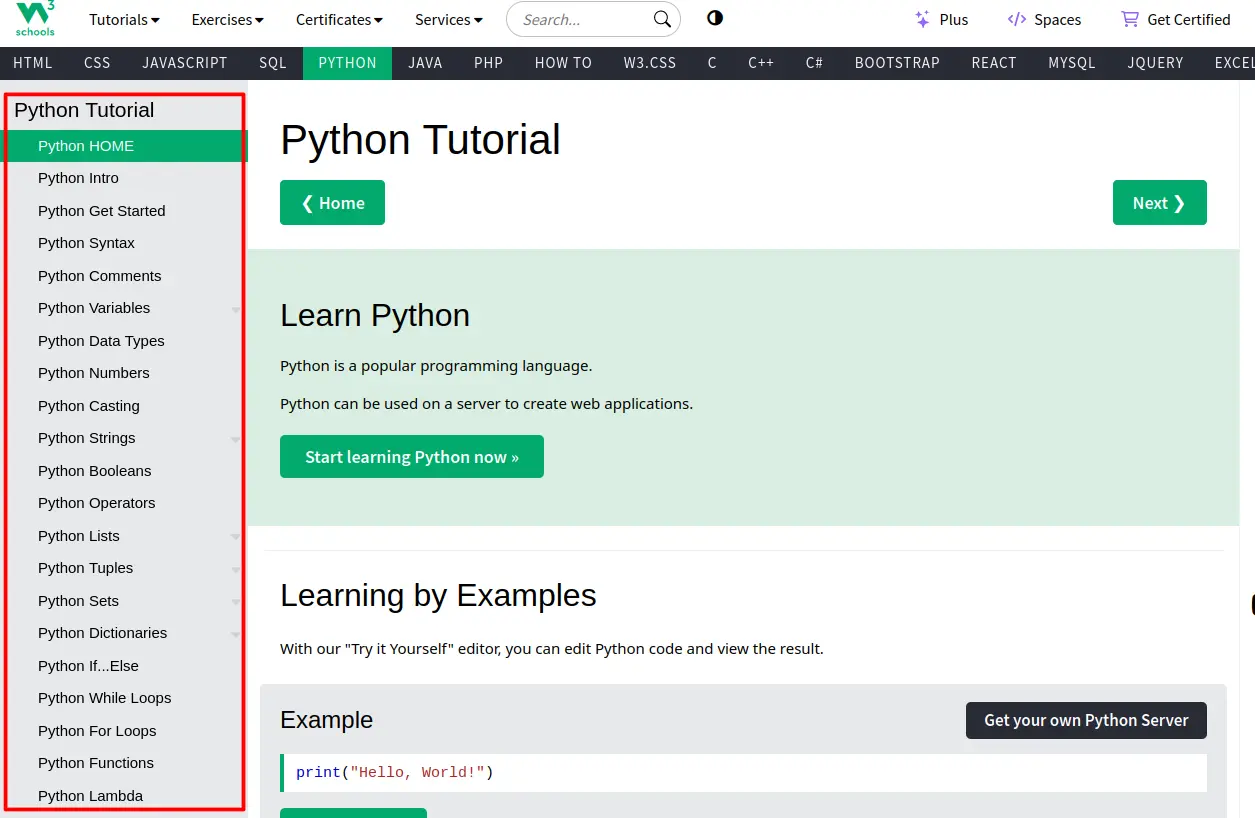 3
schools
Tutorials Exercises Certificates Services Search... Plus Spaces Get Certified
HTML CSS JAVASCRIPT SQL PYTHON JAVA PHP HOW TO W3.CSS C C++ C# BOOTSTRAP REACT MYSQL JQUERY EXCEL
Python Tutorial
Python HOME
Python Intro
Python Get Started
Python Syntax
Python Comments
Python Variables
Python Data Types
Python Numbers
Python Casting
Python Strings
Python Booleans
Python Operators
Python Lists
Python Tuples
Python Sets
Python Dictionaries
Python If...Else
Python While Loops
Python For Loops
Python Functions
Python Lambda
Python Tutorial
❮ Home
Next ❯
Learn Python
Python is a popular programming language.
Python can be used on a server to create web applications.
Start learning Python now »
Learning by Examples
With our "Try it Yourself" editor, you can edit Python code and view the result.
Example
Get your own Python Server
print("Hello, World!")